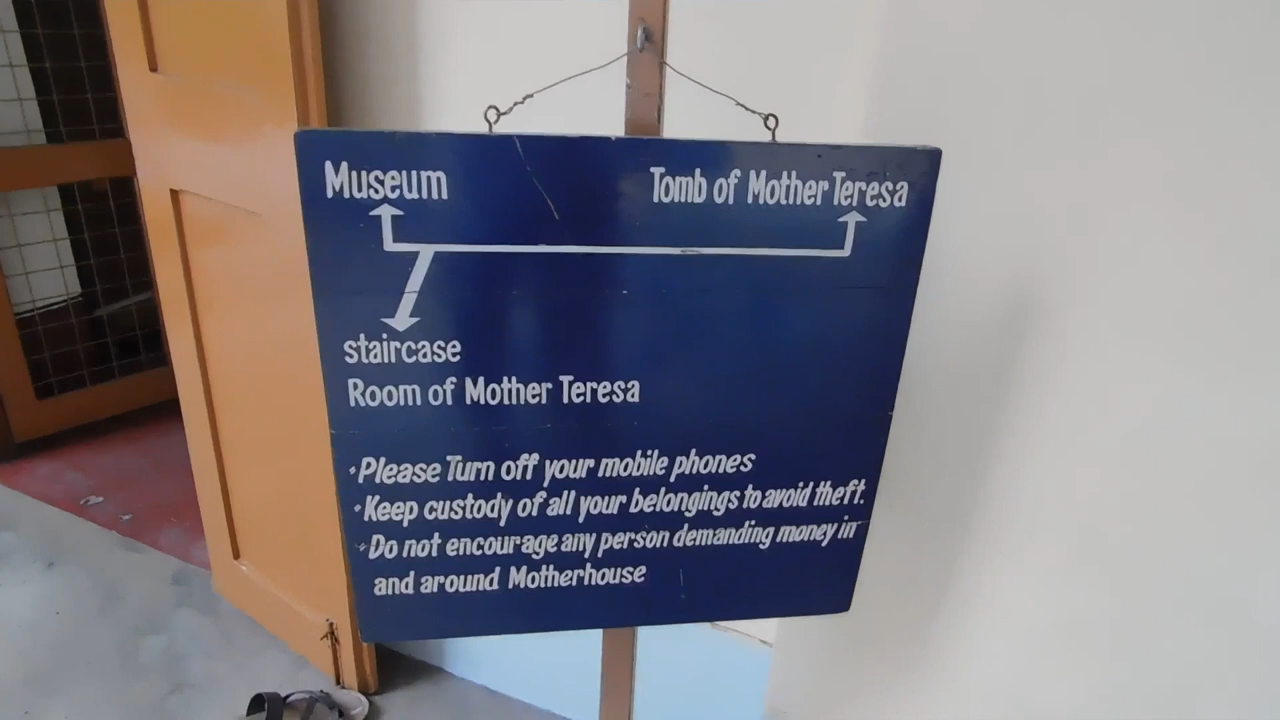 Museum
Tomb of Mother Teresa
staircase
Room of Mother Teresa
Please Turn off your mobile phones
Keep custody of all your belongings to avoid theft.
Do not encourage any person demanding money in
and around Motherhouse